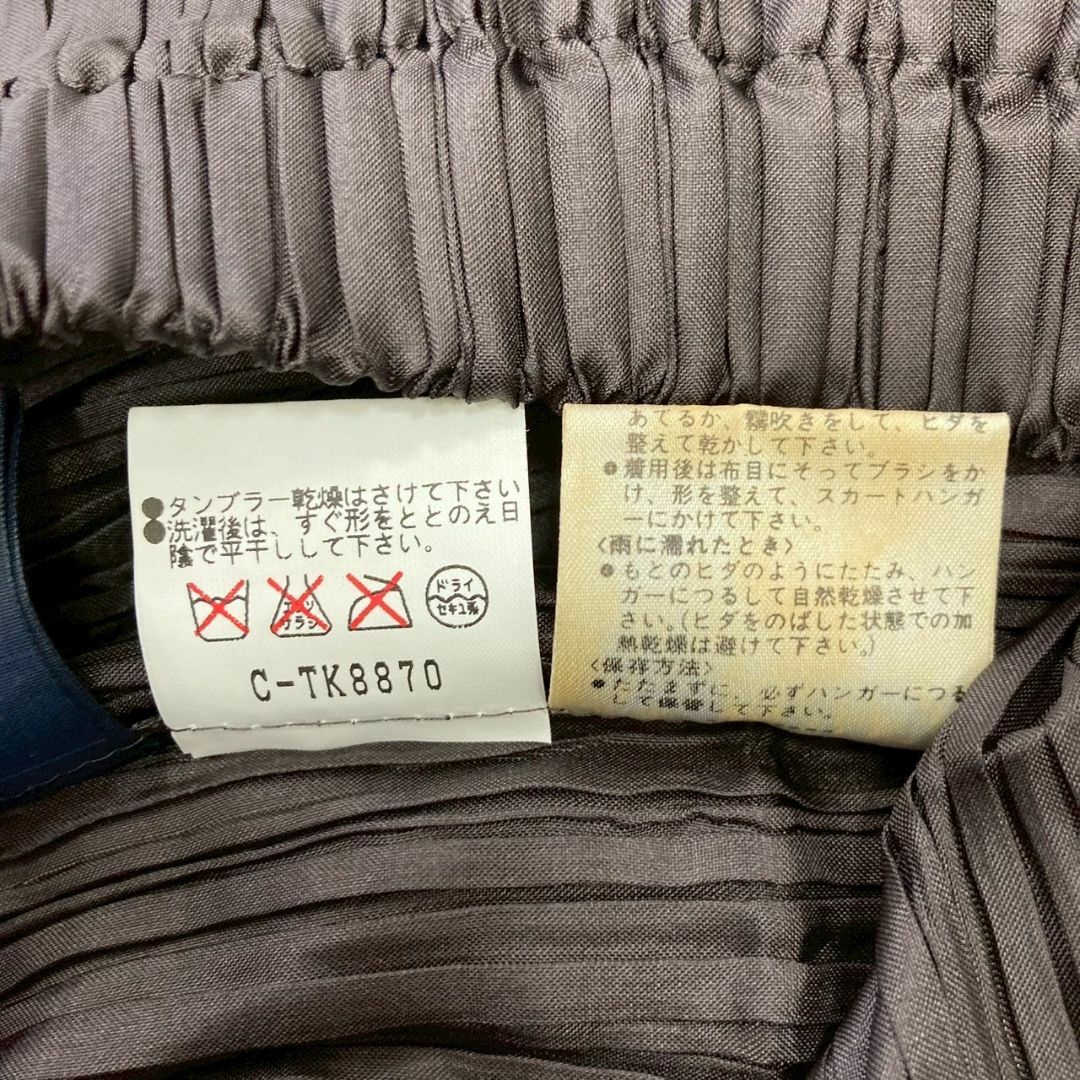 ●タンブラー乾燥はさけて下さい
●洗濯後は、すぐ形をととのえ日
陰で平干しして下さい。
エンソ
サラシ
ドライ
セキユ系
C-TK8870
あてるか、霧吹きをして、ヒダを
整えて乾かして下さい。
●着用後は布目にそってブラシをか
け、形を整えて、スカートハンガ
ーにかけて下さい。
〈雨に濡れたとき〉
●もとのヒダのようにたたみ、ハン
ガーにつるして自然乾燥させて下
さい。(ヒダをのばした状態での加
熱乾燥は避けて下さい。)
〈保存方法〉
●たたまずに、必ずハンガーにつる
して保管して下さい。